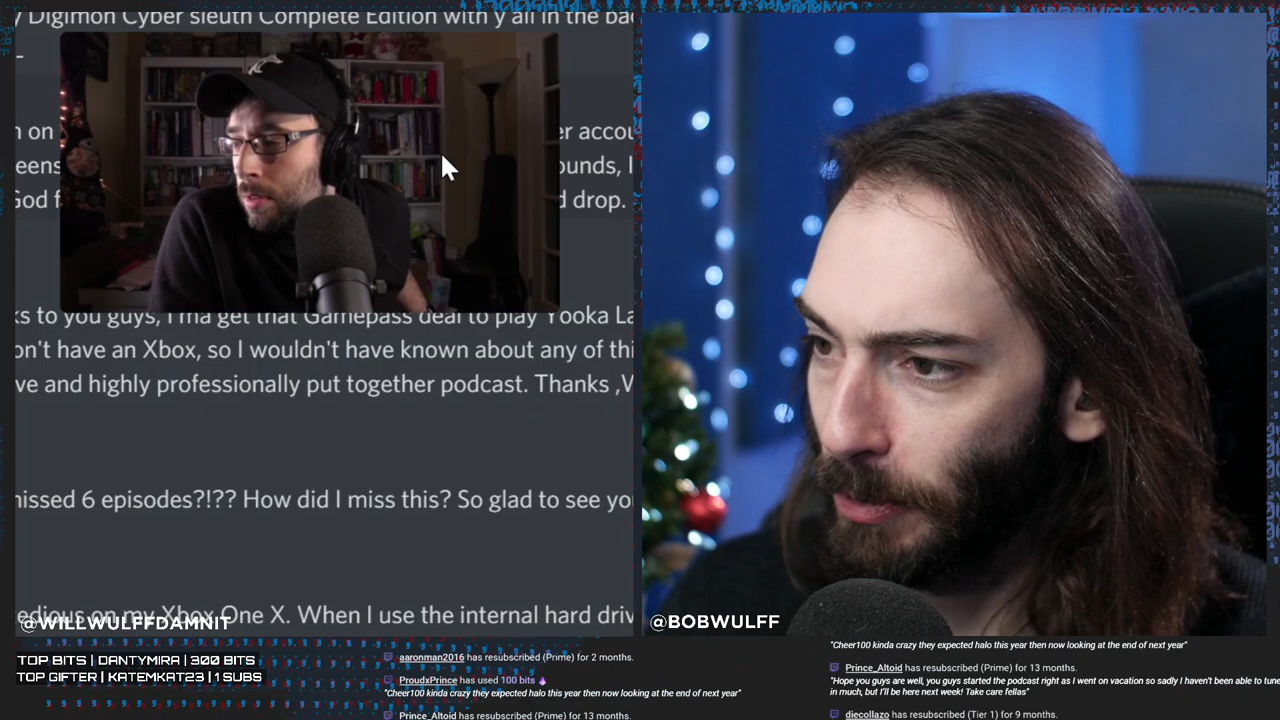 Digimon Cyber sleuth Complete Edition with y'all in the bac
n on
er accou
eens
ounds, I
God f
d drop.
ks to you guys, I'ma get that Gamepass deal to play Yooka La
on't have an Xbox, so I wouldn't have known about any of thi
ve and highly professionally put together podcast. Thanks ,V
nissed 6 episodes?!?? How did I miss this? So glad to see yo
edious on my Xbox One X. When I use the internal hard driv
@WILLWULFFDAMNIT
@BOBWULFF
TOP BITS | DANTYMIRA | 300 BITS
TOP GIFTER | KATEMKAT23 | 1 SUBS
aaronman2016 has resubscribed (Prime) for 2 months.
ProudxPrince has used 100 bits
"Cheer100 kinda crazy they expected halo this year then now looking at the end of next year"
Prince_Altoid has resubscribed (Prime) for 13 months.
"Cheer100 kinda crazy they expected halo this year then now looking at the end of next year"
Prince_Altoid has resubscribed (Prime) for 13 months.
"Hope you guys are well, you guys started the podcast right as I went on vacation so sadly I haven't been able to tune
in much, but I'll be here next week! Take care fellas"
diecollazo has resubscribed (Tier 1) for 9 months.